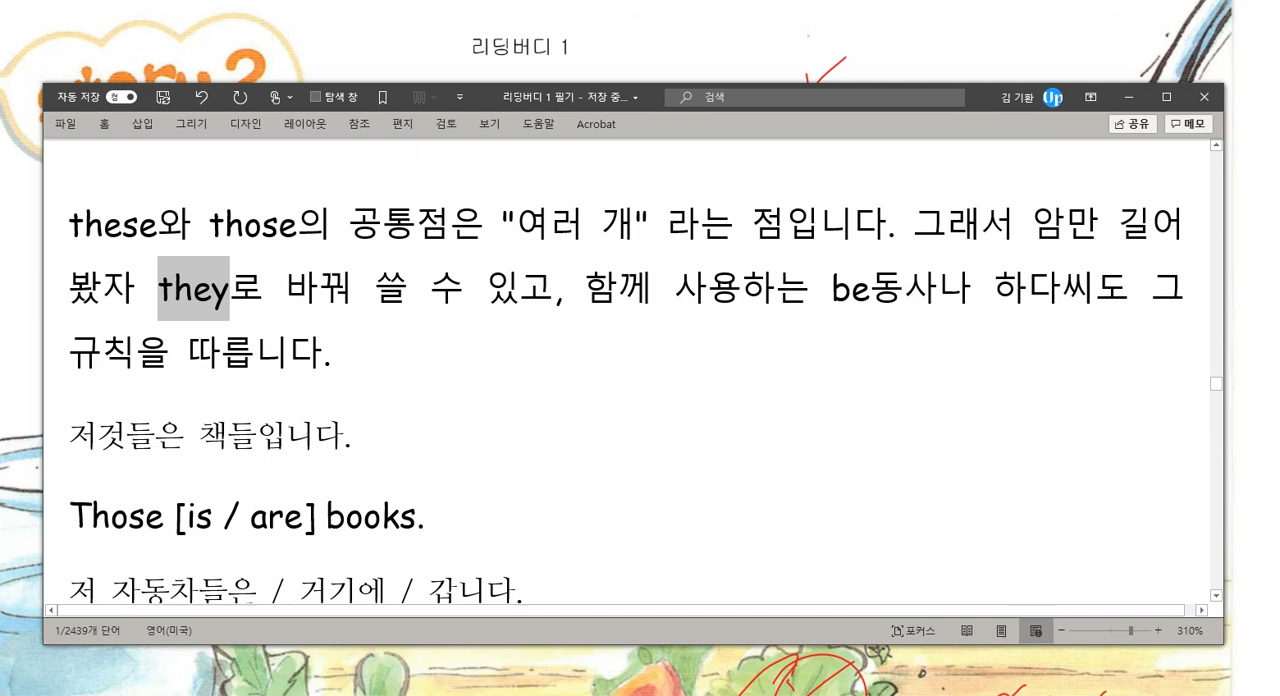 리딩버디 1
story 2
자동 저장 켬 탐색 창 리딩버디 1 필기 - 저장 중... 검색 김 기환 Up
파일 홈 삽입 그리기 디자인 레이아웃 참조 편지 검토 보기 도움말 Acrobat 공유 메모
these와 those의 공통점은 "여러 개" 라는 점입니다. 그래서 암만 길어
봤자 they로 바꿔 쓸 수 있고, 함께 사용하는 be동사나 하다씨도 그
규칙을 따릅니다.
저것들은 책들입니다.
Those [is / are] books.
저 자동차들은 / 거기에 / 갑니다.
1/2439개 단어 영어(미국) 포커스 310%